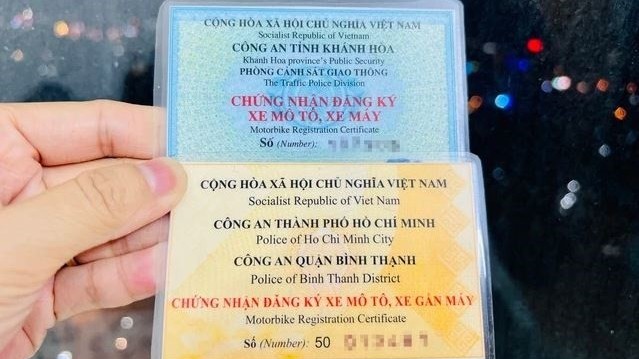 CỘNG HÒA XÃ HỘI CHỦ NGHĨA VIỆT NAM
Socialist Republic of Vietnam
CÔNG AN TỈNH KHÁNH HÒA
Khanh Hoa province's Public Security
PHÒNG CẢNH SÁT GIAO THÔNG
The Traffic Police Division
CHỨNG NHẬN ĐĂNG KÝ
XE MÔ TÔ, XE MÁY
Motorbike Registration Certificate
Số (Number):
CỘNG HÒA XÃ HỘI CHỦ NGHĨA VIỆT NAM
Socialist Republic of Viet Nam
CÔNG AN THÀNH PHỐ HỒ CHÍ MINH
Police of Ho Chi Minh City
CÔNG AN QUẬN BÌNH THẠNH
Police of Binh Thanh District
CHỨNG NHẬN ĐĂNG KÝ XE MÔ TÔ, XE GẮN MÁY
Motorbike Registration Certificate
Số (Number): 50